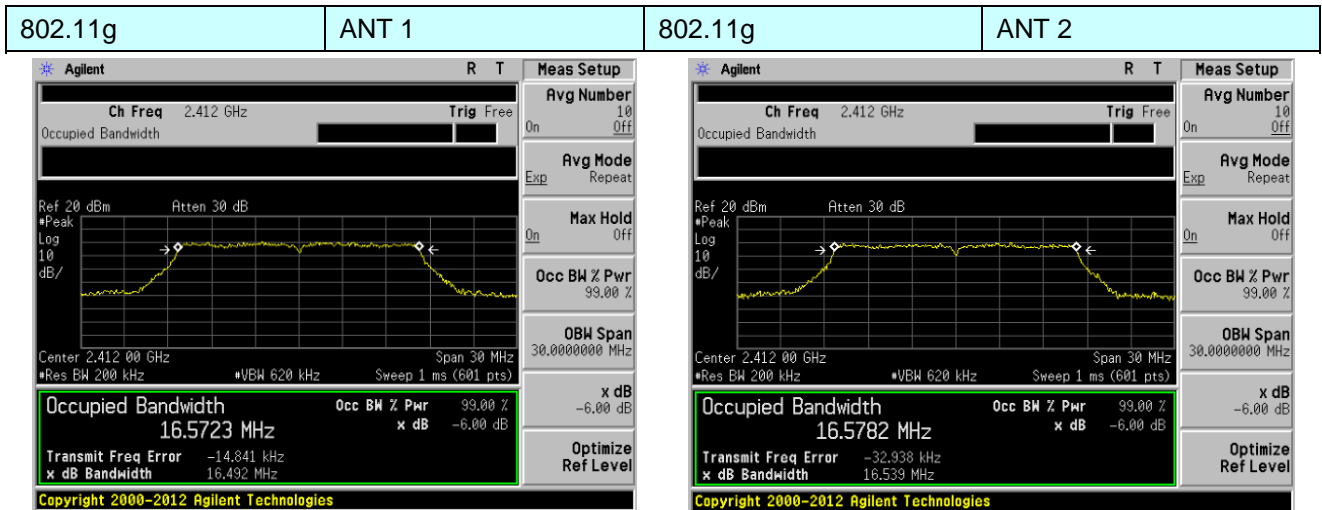 802.11g ANT 1 802.11g ANT 2
Agilent R T Meas Setup
Ch Freq 2.412 GHz Trig Free
Occupied Bandwidth
Avg Number
10
On Off
Avg Mode
Exp Repeat
Ref 20 dBm Atten 30 dB
#Peak
Log
10
dB/
Max Hold
On Off
Occ BW % Pwr
99.00 %
OBW Span
30.0000000 MHz
Center 2.412 00 GHz Span 30 MHz
#Res BW 200 kHz #VBW 620 kHz Sweep 1 ms (601 pts)
x dB
-6.00 dB
Occupied Bandwidth Occ BW % Pwr 99.00 %
16.5723 MHz x dB -6.00 dB
Transmit Freq Error -14.841 kHz
x dB Bandwidth 16.492 MHz
Optimize
Ref Level
Copyright 2000-2012 Agilent Technologies
Agilent R T Meas Setup
Ch Freq 2.412 GHz Trig Free
Occupied Bandwidth
Avg Number
10
On Off
Avg Mode
Exp Repeat
Ref 20 dBm Atten 30 dB
#Peak
Log
10
dB/
Max Hold
On Off
Occ BW % Pwr
99.00 %
OBW Span
30.0000000 MHz
Center 2.412 00 GHz Span 30 MHz
#Res BW 200 kHz #VBW 620 kHz Sweep 1 ms (601 pts)
x dB
-6.00 dB
Occupied Bandwidth Occ BW % Pwr 99.00 %
16.5782 MHz x dB -6.00 dB
Transmit Freq Error -32.938 kHz
x dB Bandwidth 16.539 MHz
Optimize
Ref Level
Copyright 2000-2012 Agilent Technologies